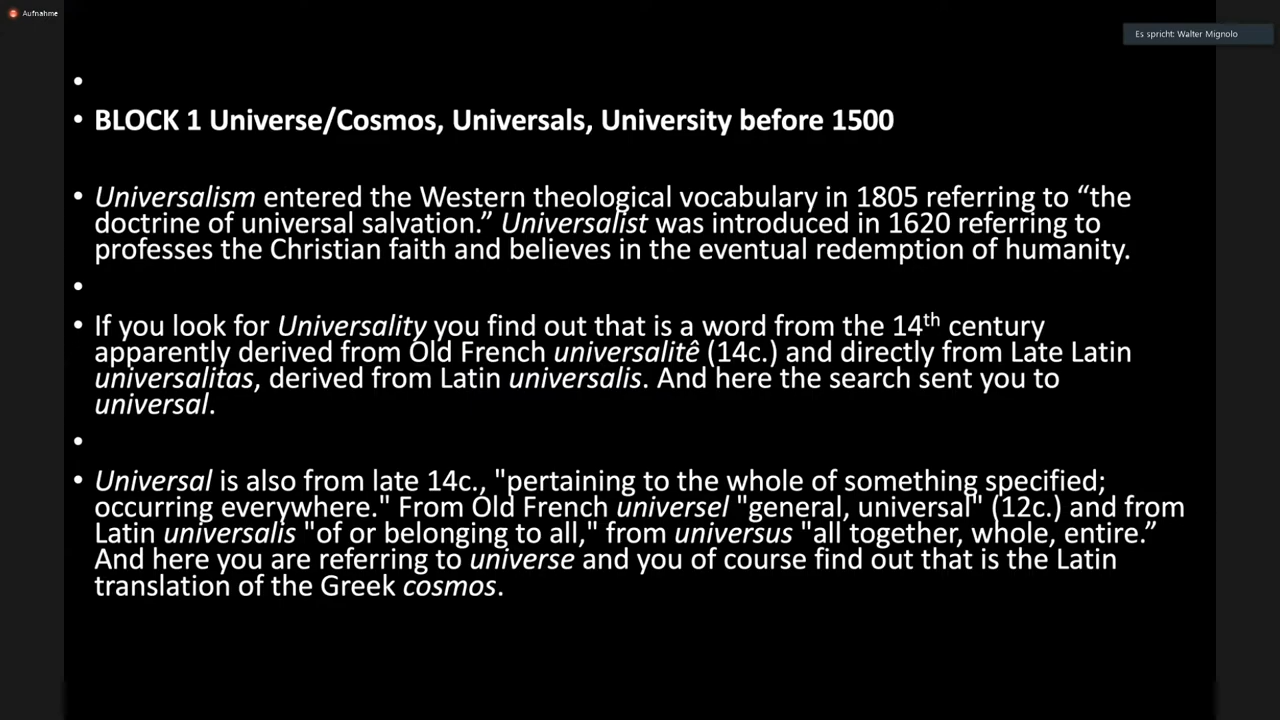 Aufnahme
Es spricht: Walter Mignolo
•
• BLOCK 1 Universe/Cosmos, Universals, University before 1500
• Universalism entered the Western theological vocabulary in 1805 referring to “the
doctrine of universal salvation.” Universalist was introduced in 1620 referring to
professes the Christian faith and believes in the eventual redemption of humanity.
•
• If you look for Universality you find out that is a word from the 14th century
apparently derived from Old French universalitê (14c.) and directly from Late Latin
universalitas, derived from Latin universalis. And here the search sent you to
universal.
•
• Universal is also from late 14c., "pertaining to the whole of something specified;
occurring everywhere." From Old French universel "general, universal" (12c.) and from
Latin universalis "of or belonging to all," from universus "all together, whole, entire.”
And here you are referring to universe and you of course find out that is the Latin
translation of the Greek cosmos.